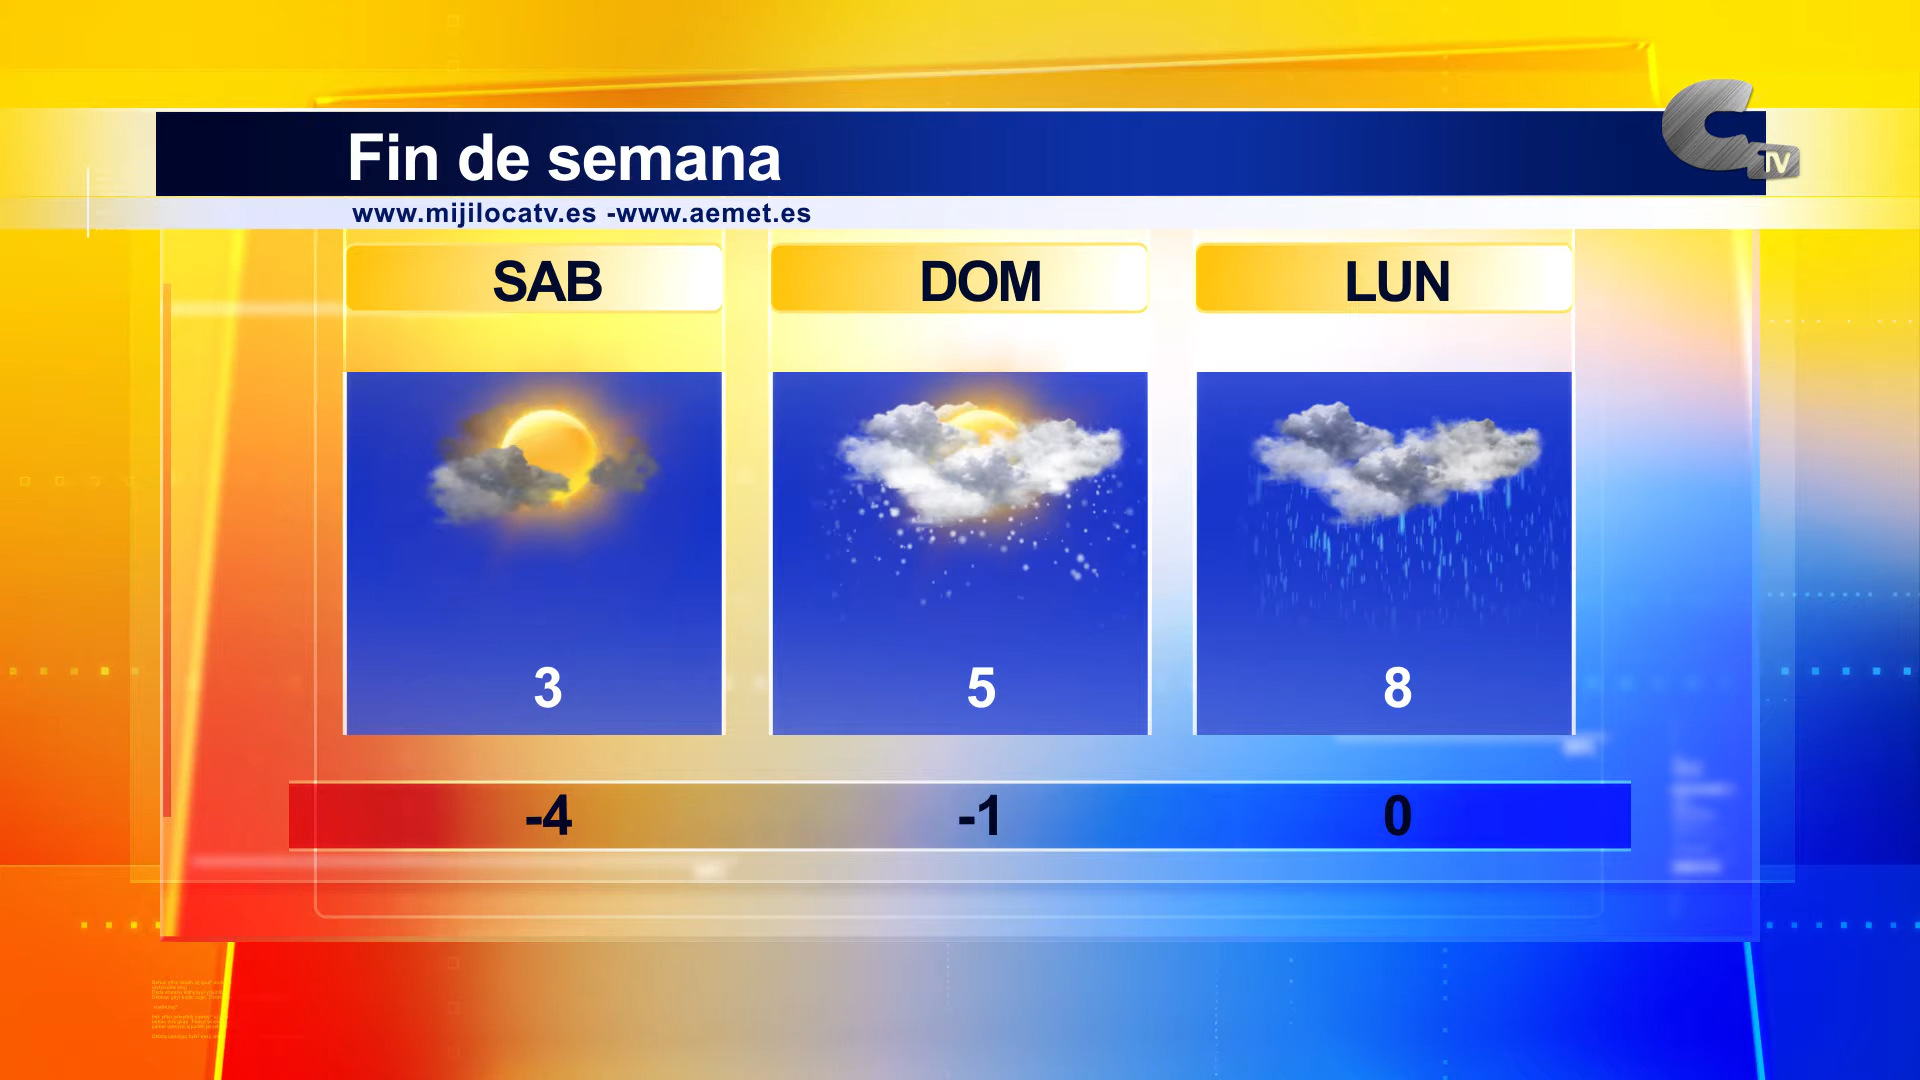 Fin de semana
TV
www.mijilocatv.es -www.aemet.es
SAB DOM LUN
3 5 8
-4 -1 0